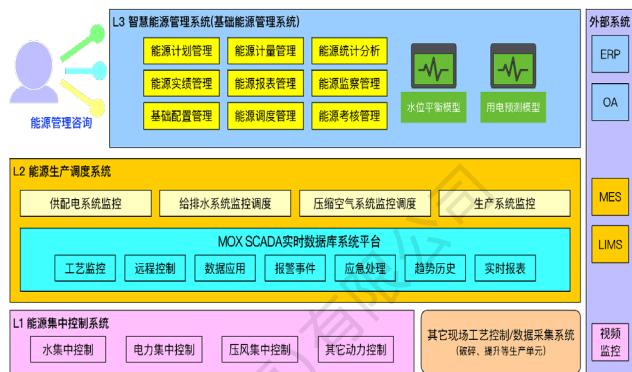 L3 智慧能源管理系统(基础能源管理系统)
外部系统
能源计划管理
能源计量管理
能源统计分析
能源实绩管理
能源报表管理
能源监察管理
基础配置管理
能源调度管理
能源考核管理
水位平衡模型
用电预测模型
能源管理咨询
ERP
OA
L2 能源生产调度系统
供配电系统监控
给排水系统监控调度
压缩空气系统监控调度
生产系统监控
MOX SCADA实时数据库系统平台
工艺监控
远程控制
数据应用
报警事件
应急处理
趋势历史
实时报表
MES
LIMS
L1 能源集中控制系统
水集中控制
电力集中控制
压风集中控制
其它动力控制
其它现场工艺控制/数据采集系统
(破碎、提升等生产单元)
视频
监控
有限公司